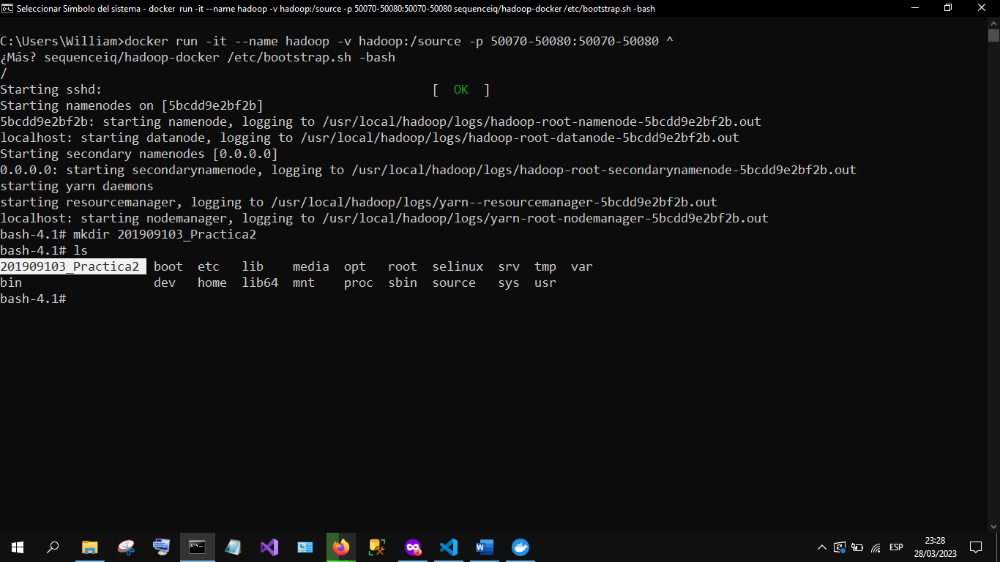 Seleccionar Símbolo del sistema - docker run -it --name hadoop -v hadoop:/source -p 50070-50080:50070-50080 sequenceiq/hadoop-docker /etc/bootstrap.sh -bash
C:\Users\William>docker run -it --name hadoop -v hadoop:/source -p 50070-50080:50070-50080 ^
¿Más? sequenceiq/hadoop-docker /etc/bootstrap.sh -bash
/
Starting sshd: [ OK ]
Starting namenodes on [5bcdd9e2bf2b]
5bcdd9e2bf2b: starting namenode, logging to /usr/local/hadoop/logs/hadoop-root-namenode-5bcdd9e2bf2b.out
localhost: starting datanode, logging to /usr/local/hadoop/logs/hadoop-root-datanode-5bcdd9e2bf2b.out
Starting secondary namenodes [0.0.0.0]
0.0.0.0: starting secondarynamenode, logging to /usr/local/hadoop/logs/hadoop-root-secondarynamenode-5bcdd9e2bf2b.out
starting yarn daemons
starting resourcemanager, logging to /usr/local/hadoop/logs/yarn--resourcemanager-5bcdd9e2bf2b.out
localhost: starting nodemanager, logging to /usr/local/hadoop/logs/yarn-root-nodemanager-5bcdd9e2bf2b.out
bash-4.1# mkdir 201909103_Practica2
bash-4.1# ls
201909103_Practica2 boot etc lib media opt root selinux srv tmp var
bin dev home lib64 mnt proc sbin source sys usr
bash-4.1#
ESP
23:28
28/03/2023